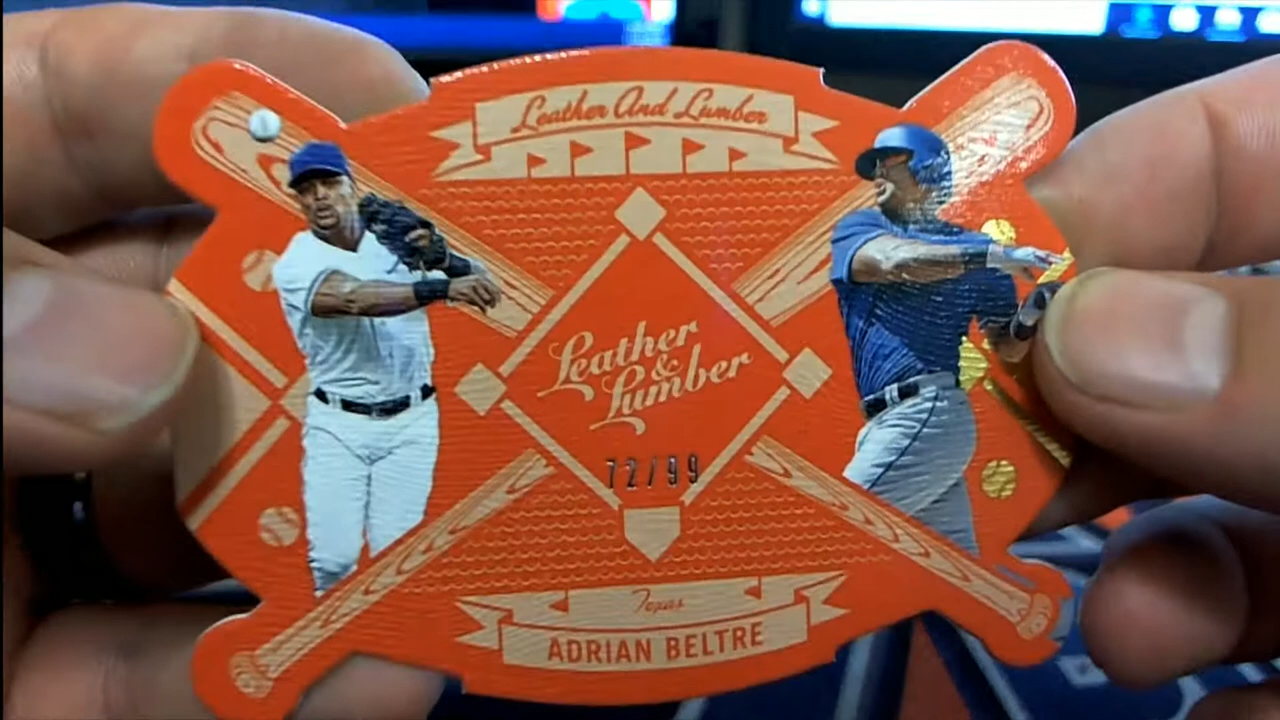 Leather And Lumber
Leather
&
Lumber
72/99
Texas
ADRIAN BELTRE